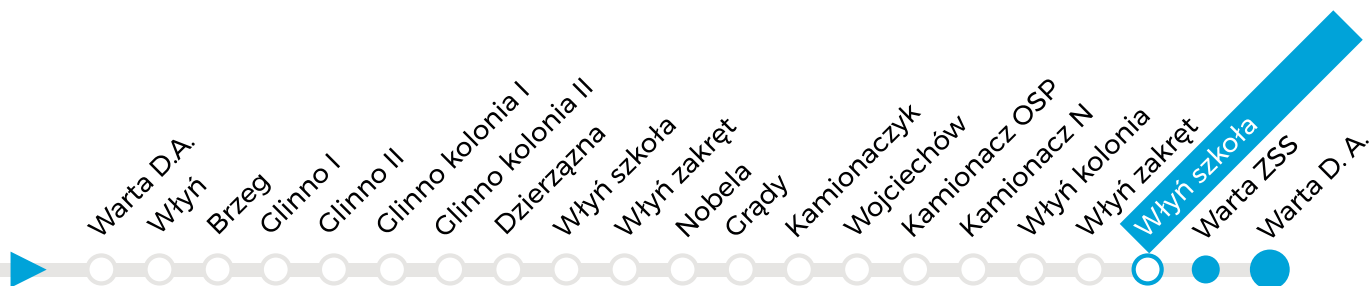 Warta D.A.
Włyń
Brzeg
Glinno I
Glinno II
Glinno kolonia I
Glinno kolonia II
Dzierzązna
Włyń szkoła
Włyń zakręt
Nobela
Grądy
Kamionaczyk
Wojciechów
Kamionacz OSP
Kamionacz N
Włyń kolonia
Włyń zakręt
Włyń szkoła
Warta ZSS
Warta D. A.